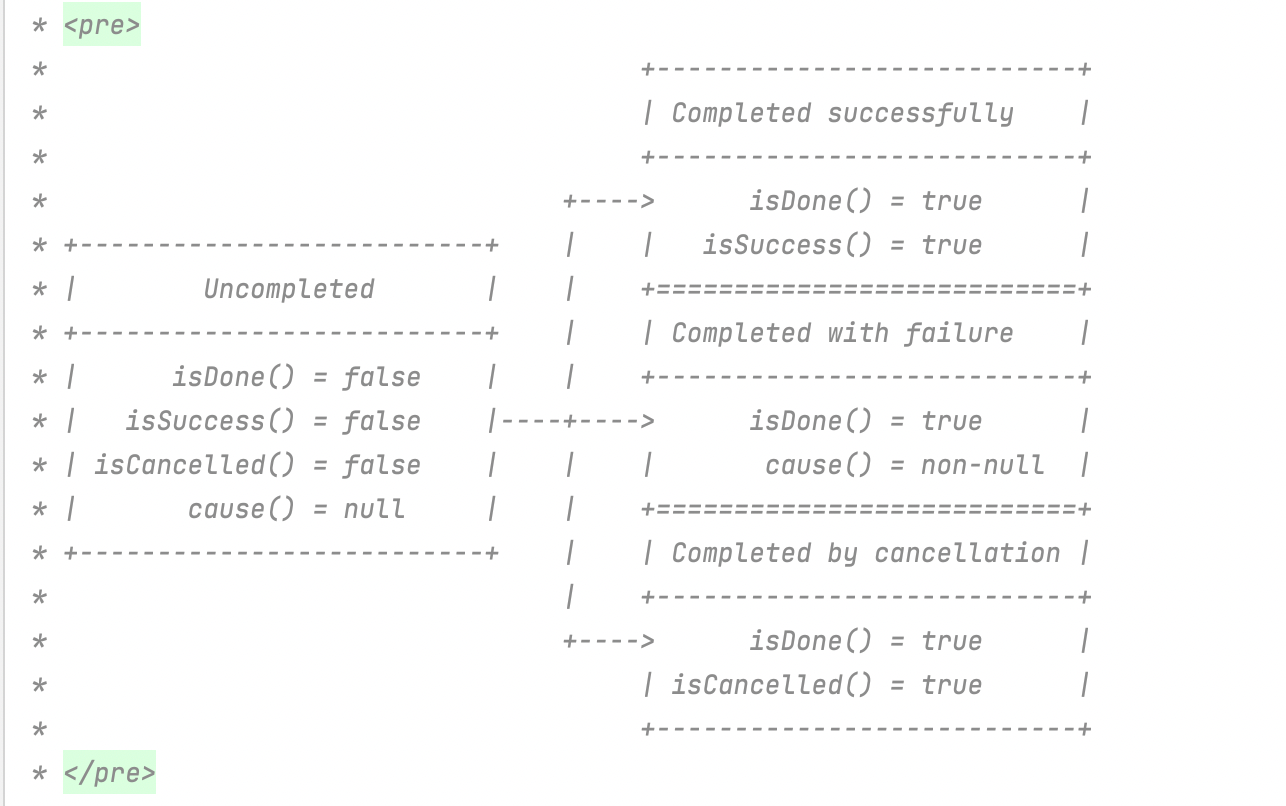 * <pre>
*                                      +---------------------------+
*                                      | Completed successfully    |
*                                      +---------------------------+
*                                 +---->      isDone() = true      |
* +--------------------------+    |    |   isSuccess() = true      |
* |        Uncompleted       |    |    +===========================+
* +--------------------------+    |    | Completed with failure    |
* |      isDone() = false    |    |    +---------------------------+
* |   isSuccess() = false    |----+---->      isDone() = true      |
* | isCancelled() = false    |    |    |       cause() = non-null  |
* |       cause() = null     |    |    +===========================+
* +--------------------------+    |    | Completed by cancellation |
*                                 |    +---------------------------+
*                                 +---->      isDone() = true      |
*                                      | isCancelled() = true      |
*                                      +---------------------------+
* </pre>